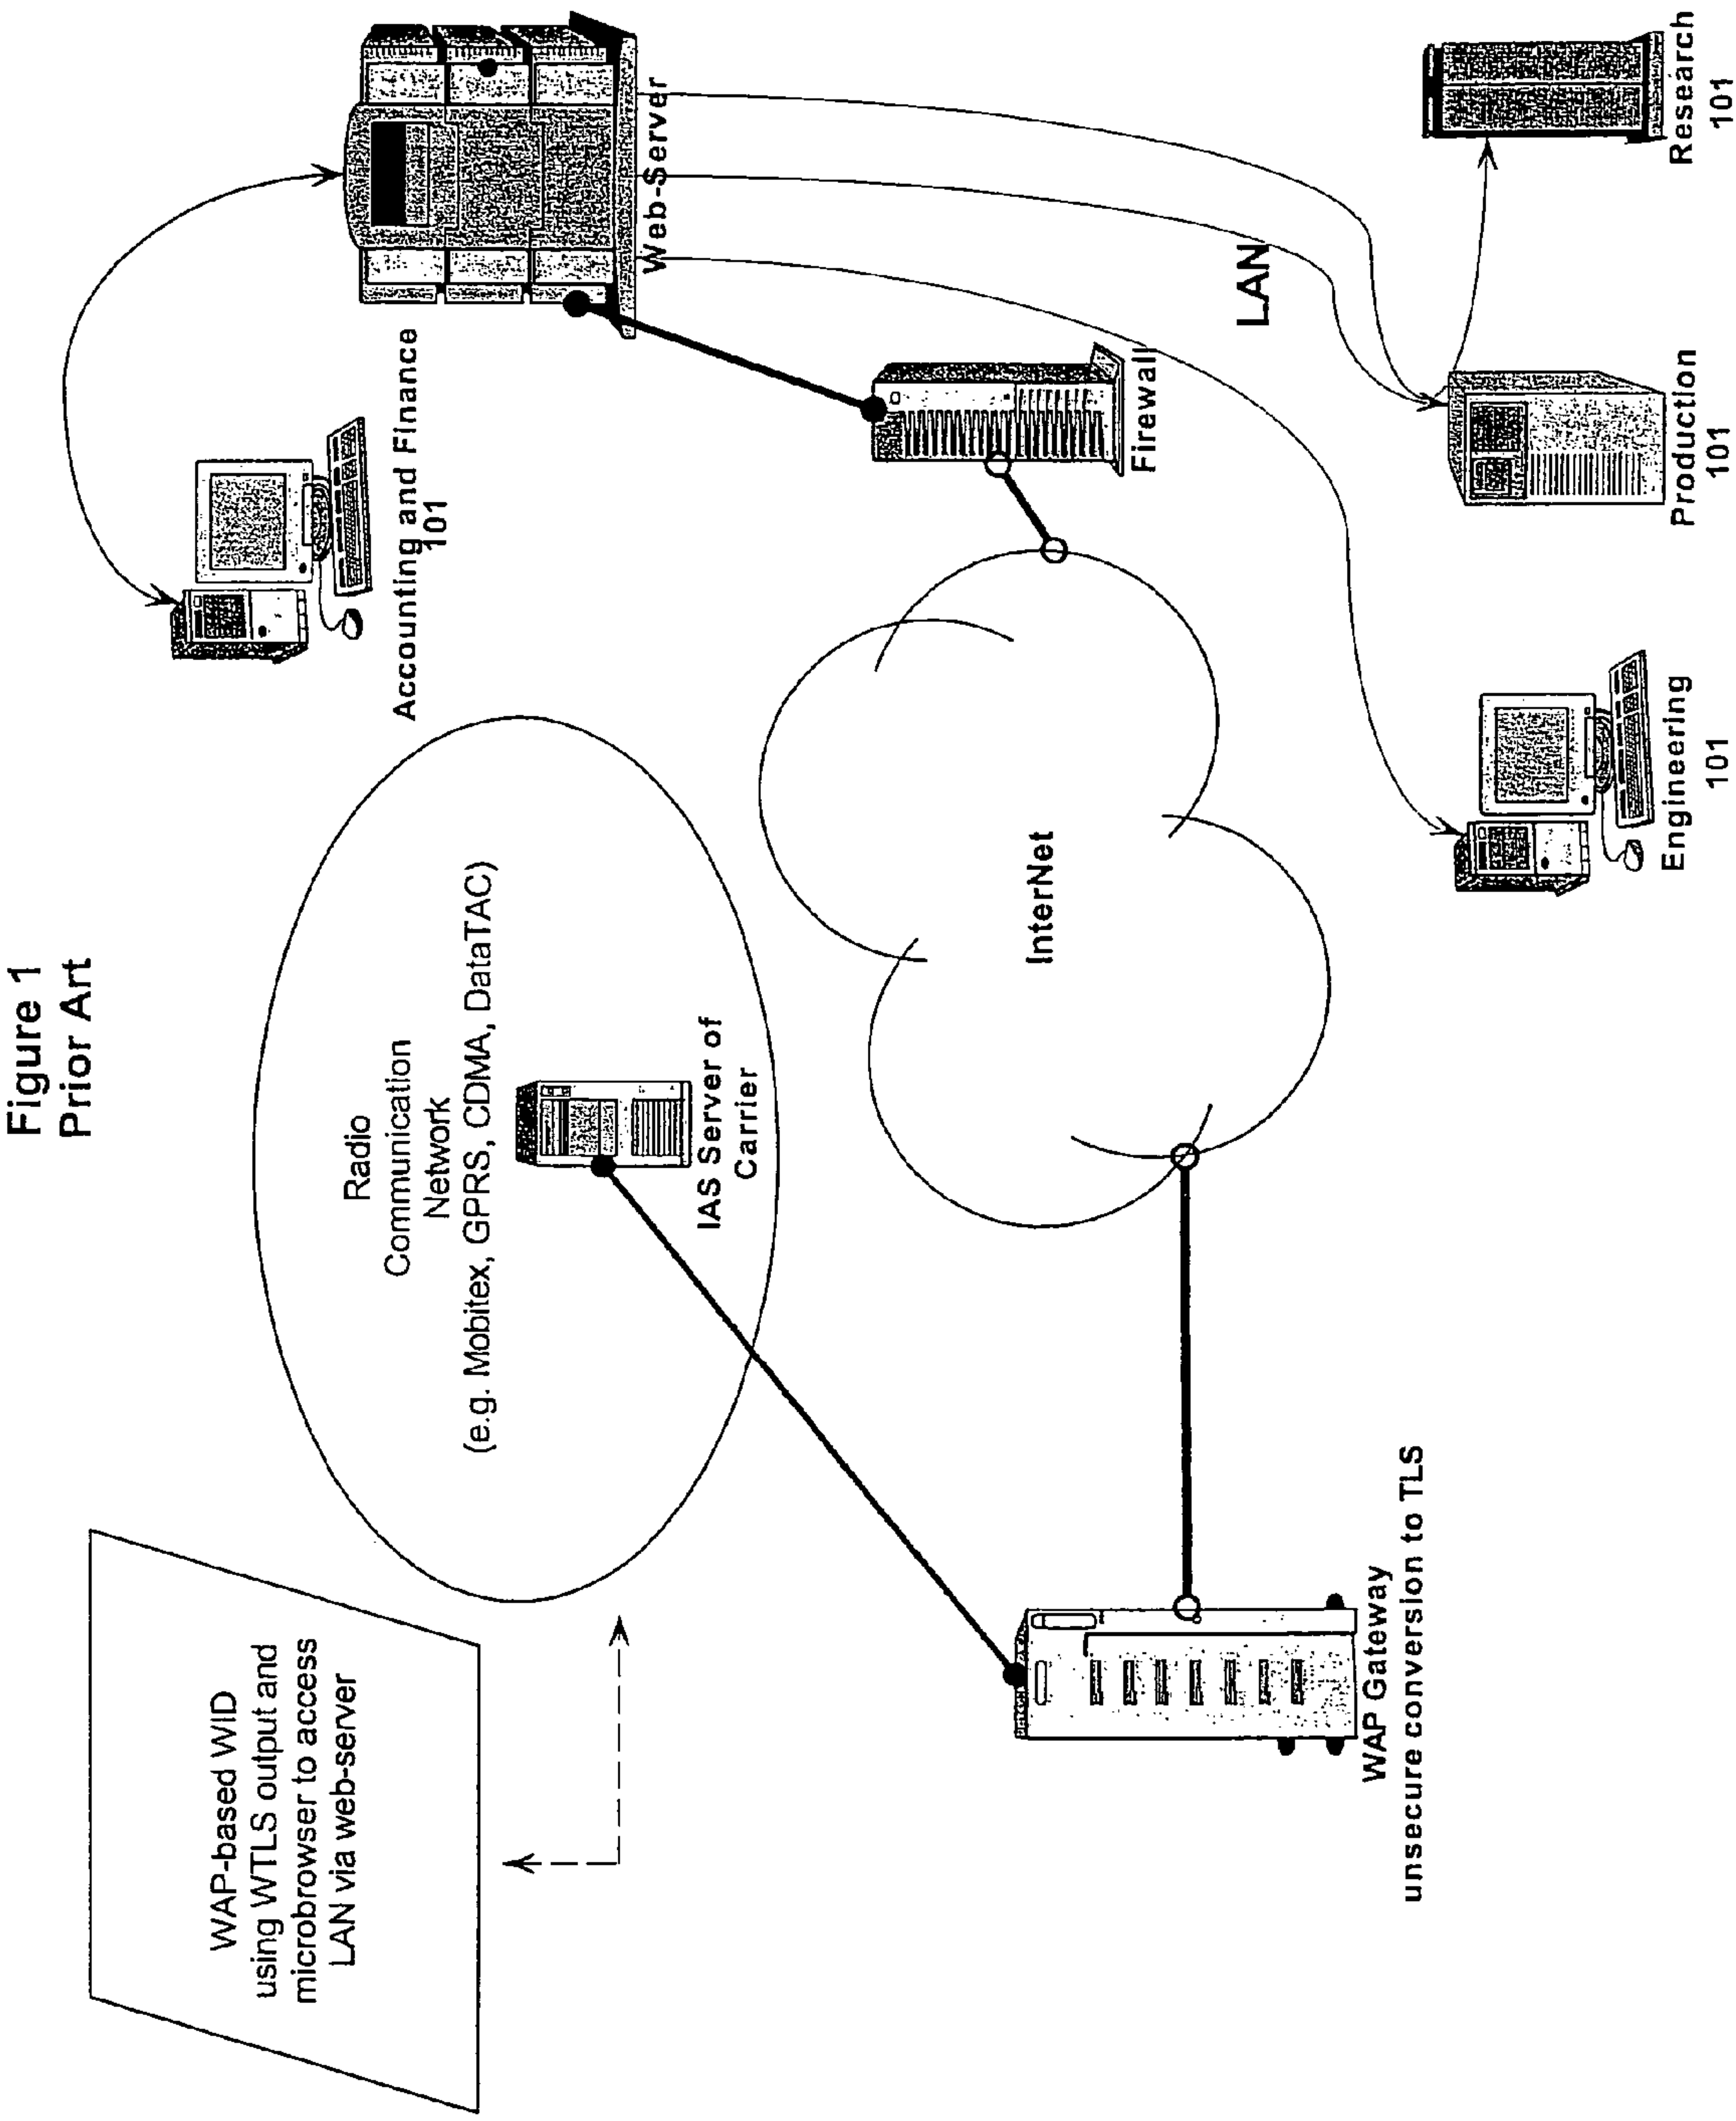 Figure 1
Prior Art
WAP-based WID
using WTLS output and
microbrowser to access
LAN via web-server
Radio
Communication
Network
(e.g. Mobitex, GPRS, CDMA, DataTAC)
IAS Server of
Carrier
Accounting and Finance
101
Web-Server
InterNet
Firewall
LAN
WAP Gateway
unsecure conversion to TLS
Engineering
101
Production
101
Research
101